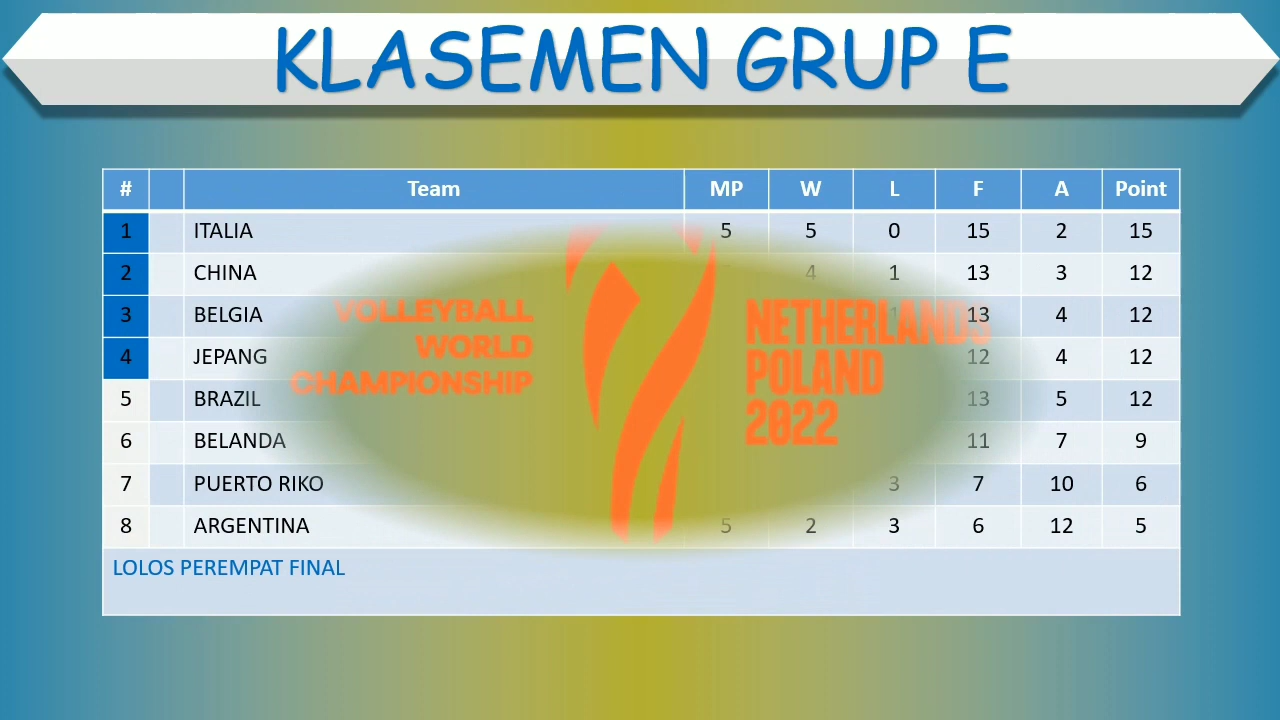 KLASEMEN GRUP E
# Team MP W L F A Point
1 ITALIA 5 5 0 15 2 15
2 CHINA 4 1 13 3 12
3 BELGIA 13 4 12
4 JEPANG 12 4 12
5 BRAZIL 13 5 12
6 BELANDA 11 7 9
7 PUERTO RIKO 3 7 10 6
8 ARGENTINA 5 2 3 6 12 5
LOLOS PEREMPAT FINAL
VOLLEYBALL
WORLD
CHAMPIONSHIP
NETHERLANDS
POLAND
2022